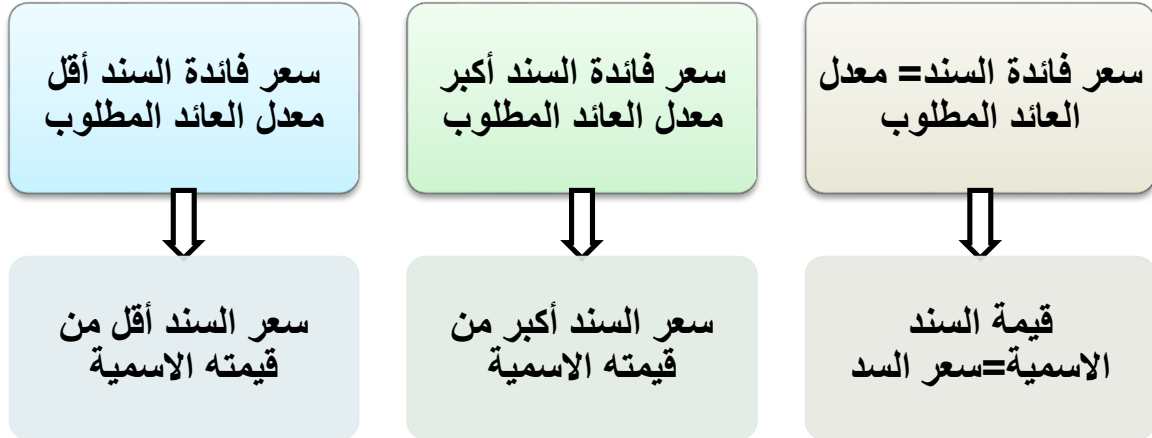 سعر فائدة السند= معدل
العائد المطلوب
قيمة السند
الاسمية=سعر السد
سعر فائدة السند أكبر
معدل العائد المطلوب
سعر السند أكبر من
قيمته الاسمية
سعر فائدة السند أقل
معدل العائد المطلوب
سعر السند أقل من
قيمته الاسمية